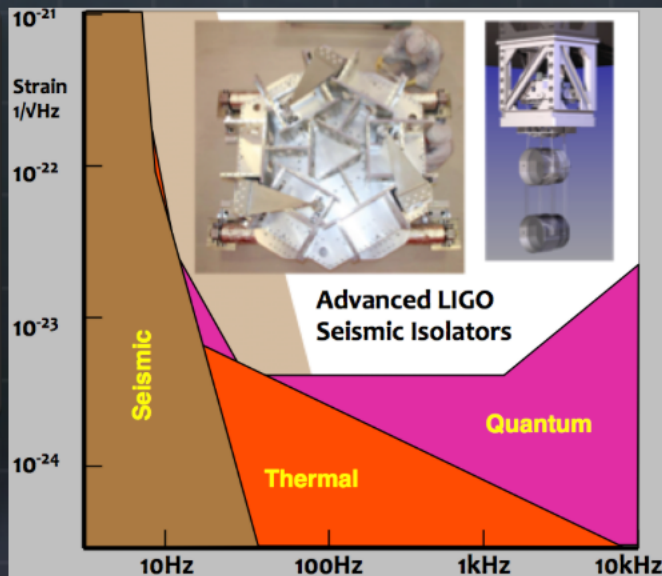 10-21
Strain
1/√Hz
10-22
10-23
10-24
Advanced LIGO
Seismic Isolators
Seismic
Quantum
Thermal
10Hz 100Hz 1kHz 10kHz